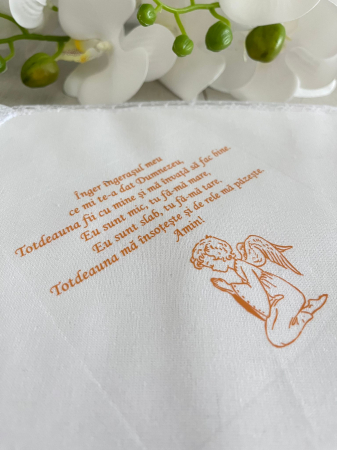 Înger îngerașul meu
ce mi te-a dat Dumnezeu,
Totdeauna fii cu mine și mă învață să fac bine.
Eu sunt mic, tu fă-mă mare,
Eu sunt slab, tu fă-mă tare,
Totdeauna mă însoțește și de rele mă păzește.
Amin!